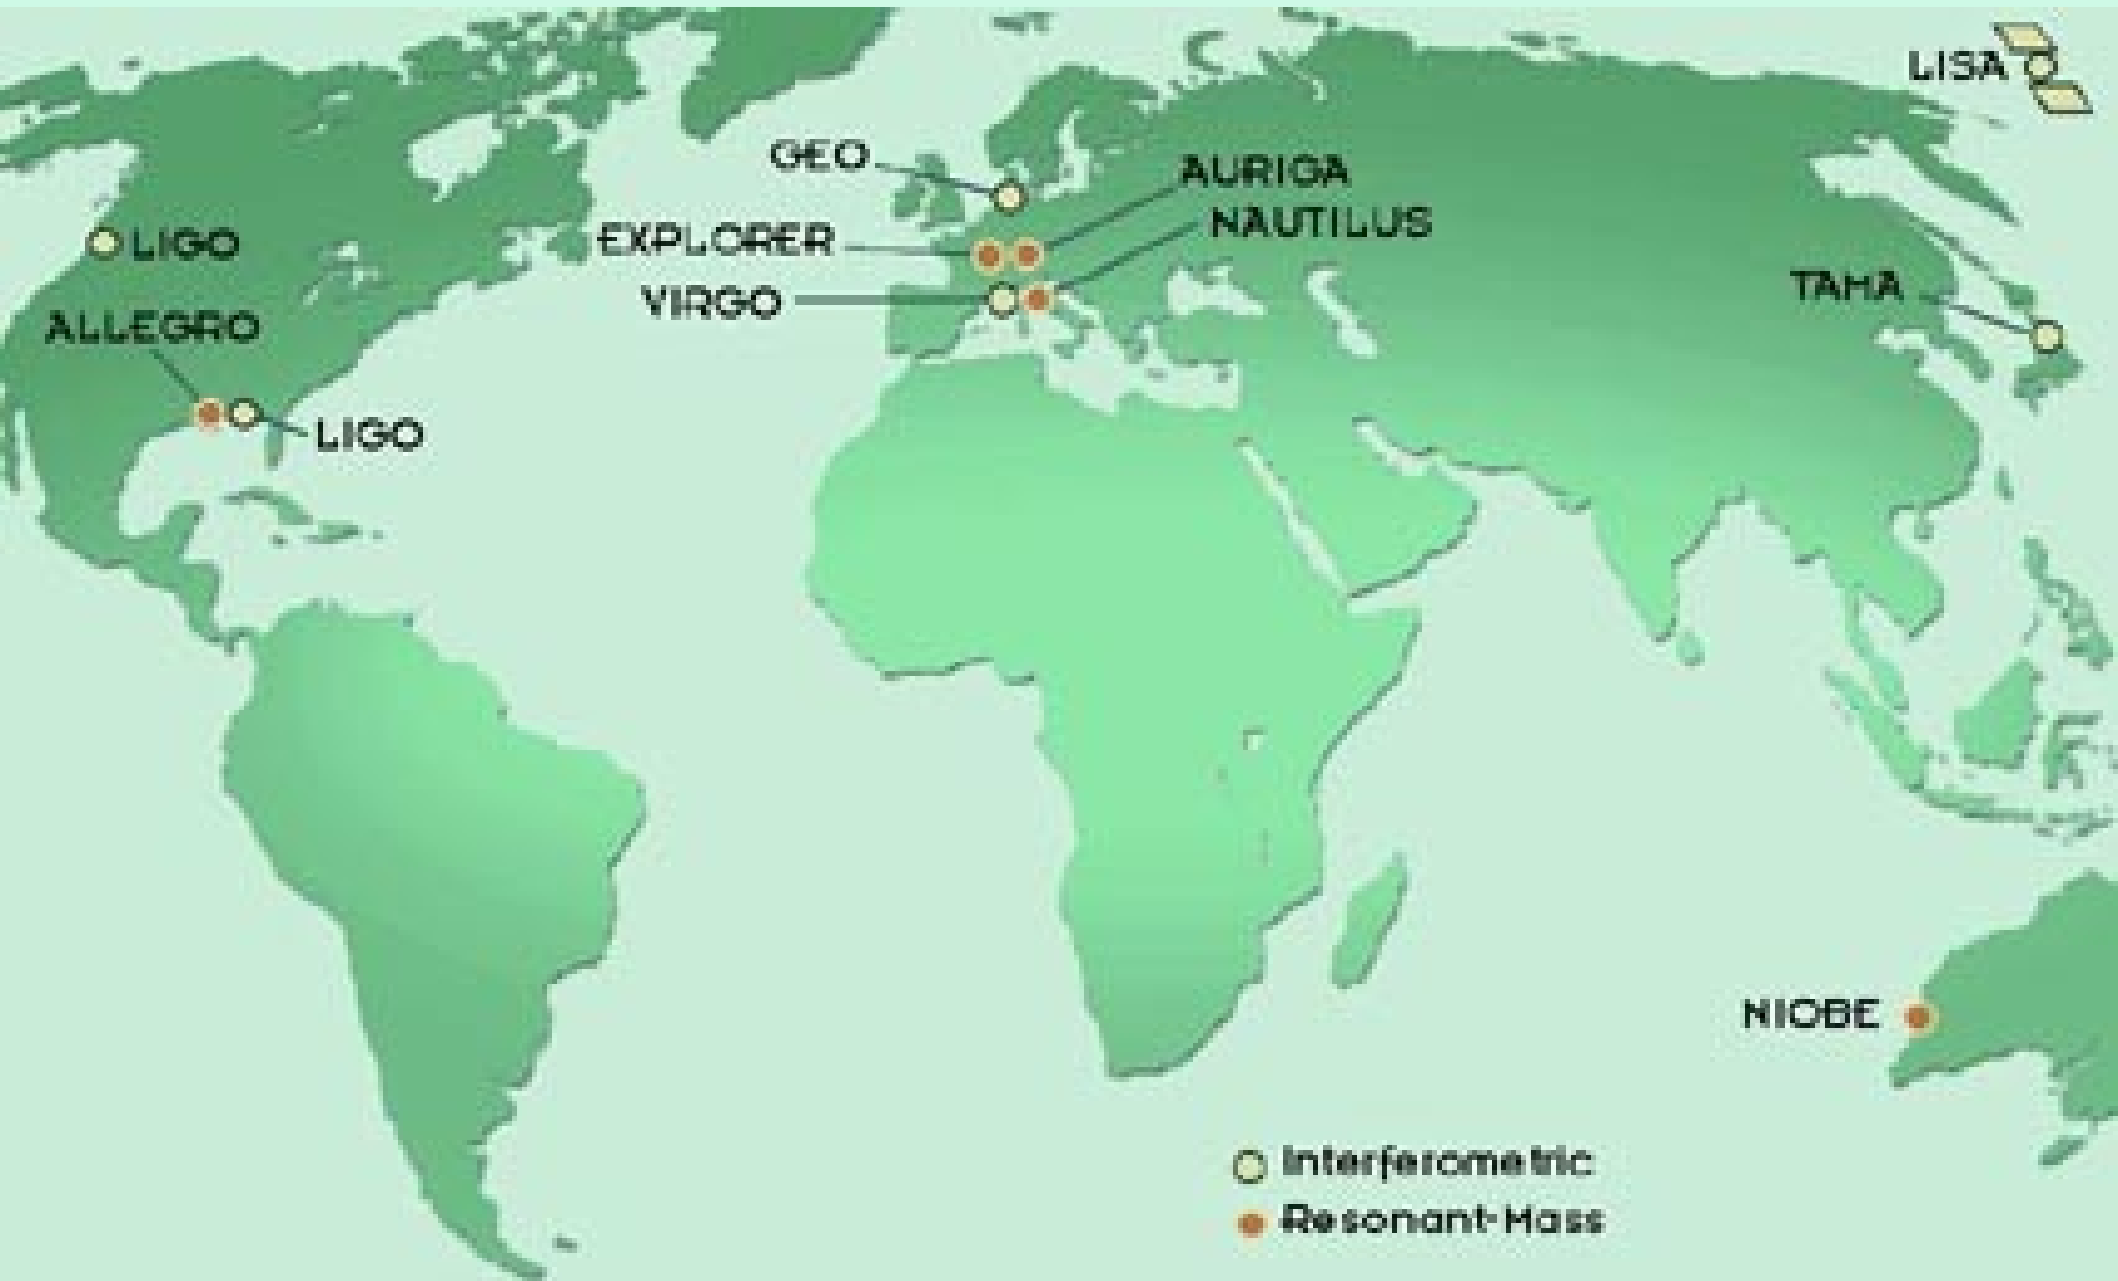 LISA
GEO
AURIGA
NAUTILUS
LIGO
EXPLORER
TAMA
VIRGO
ALLEGRO
LIGO
NIOBE
Interferometric
Resonant-Mass